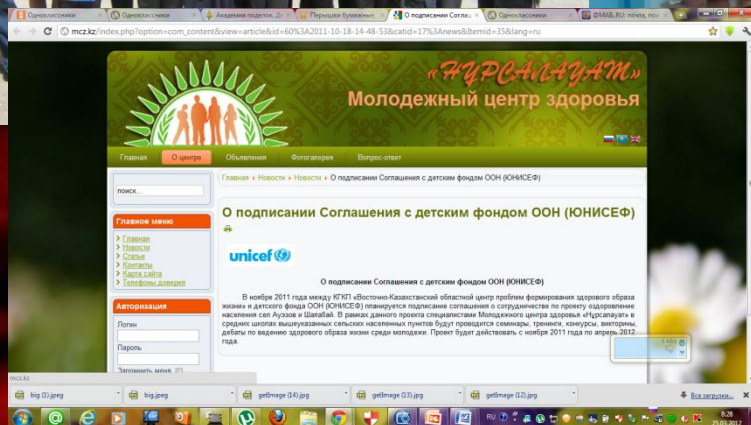 Одноклассники
Одноклассники
Академия поделок. Де
Перышки бумажные.
О подписании Соглаш
Одноклассники
@MAIL.RU: почта, пои
mcz.kz/index.php?option=com_content&view=article&id=60%3A2011-10-18-14-48-53&catid=17%3Anews&Itemid=35&lang=ru
«НҰРСАЛАУАТ»
Молодежный центр здоровья
Главная
О центре
Объявления
Фотогалерея
Вопрос-ответ
поиск...
Главная
Новости
Новости
О подписании Соглашения с детским фондом ООН (ЮНИСЕФ)
Главное меню
Главная
Новости
Статьи
Контакты
Карта сайта
Телефоны доверия
Авторизация
Логин
Пароль
Запомнить меня
О подписании Соглашения с детским фондом ООН (ЮНИСЕФ)
unicef
О подписании Соглашения с детским фондом ООН (ЮНИСЕФ)
В ноябре 2011 года между КГКП «Восточно-Казахстанский областной центр проблем формирования здорового образа
жизни» и детского фонда ООН (ЮНИСЕФ) планируется подписание соглашения о сотрудничестве по проекту оздоровление
населения сел Ауэзов и Шалабай. В рамках данного проекта специалистами Молодежного центра здоровья «Нұрсалауат» в
средних школах вышеуказанных сельских населенных пунктов будут проводится семинары, тренинги, конкурсы, викторины,
дебаты по ведению здорового образа жизни среди молодежи. Проект будет действовать с ноября 2011 года по апрель 2012
года.
mcz.kz
big (1).jpeg
big.jpeg
getImage (14).jpg
getImage (13).jpg
getImage (12).jpg
Все загрузки...
RU
8:28
25.03.2012